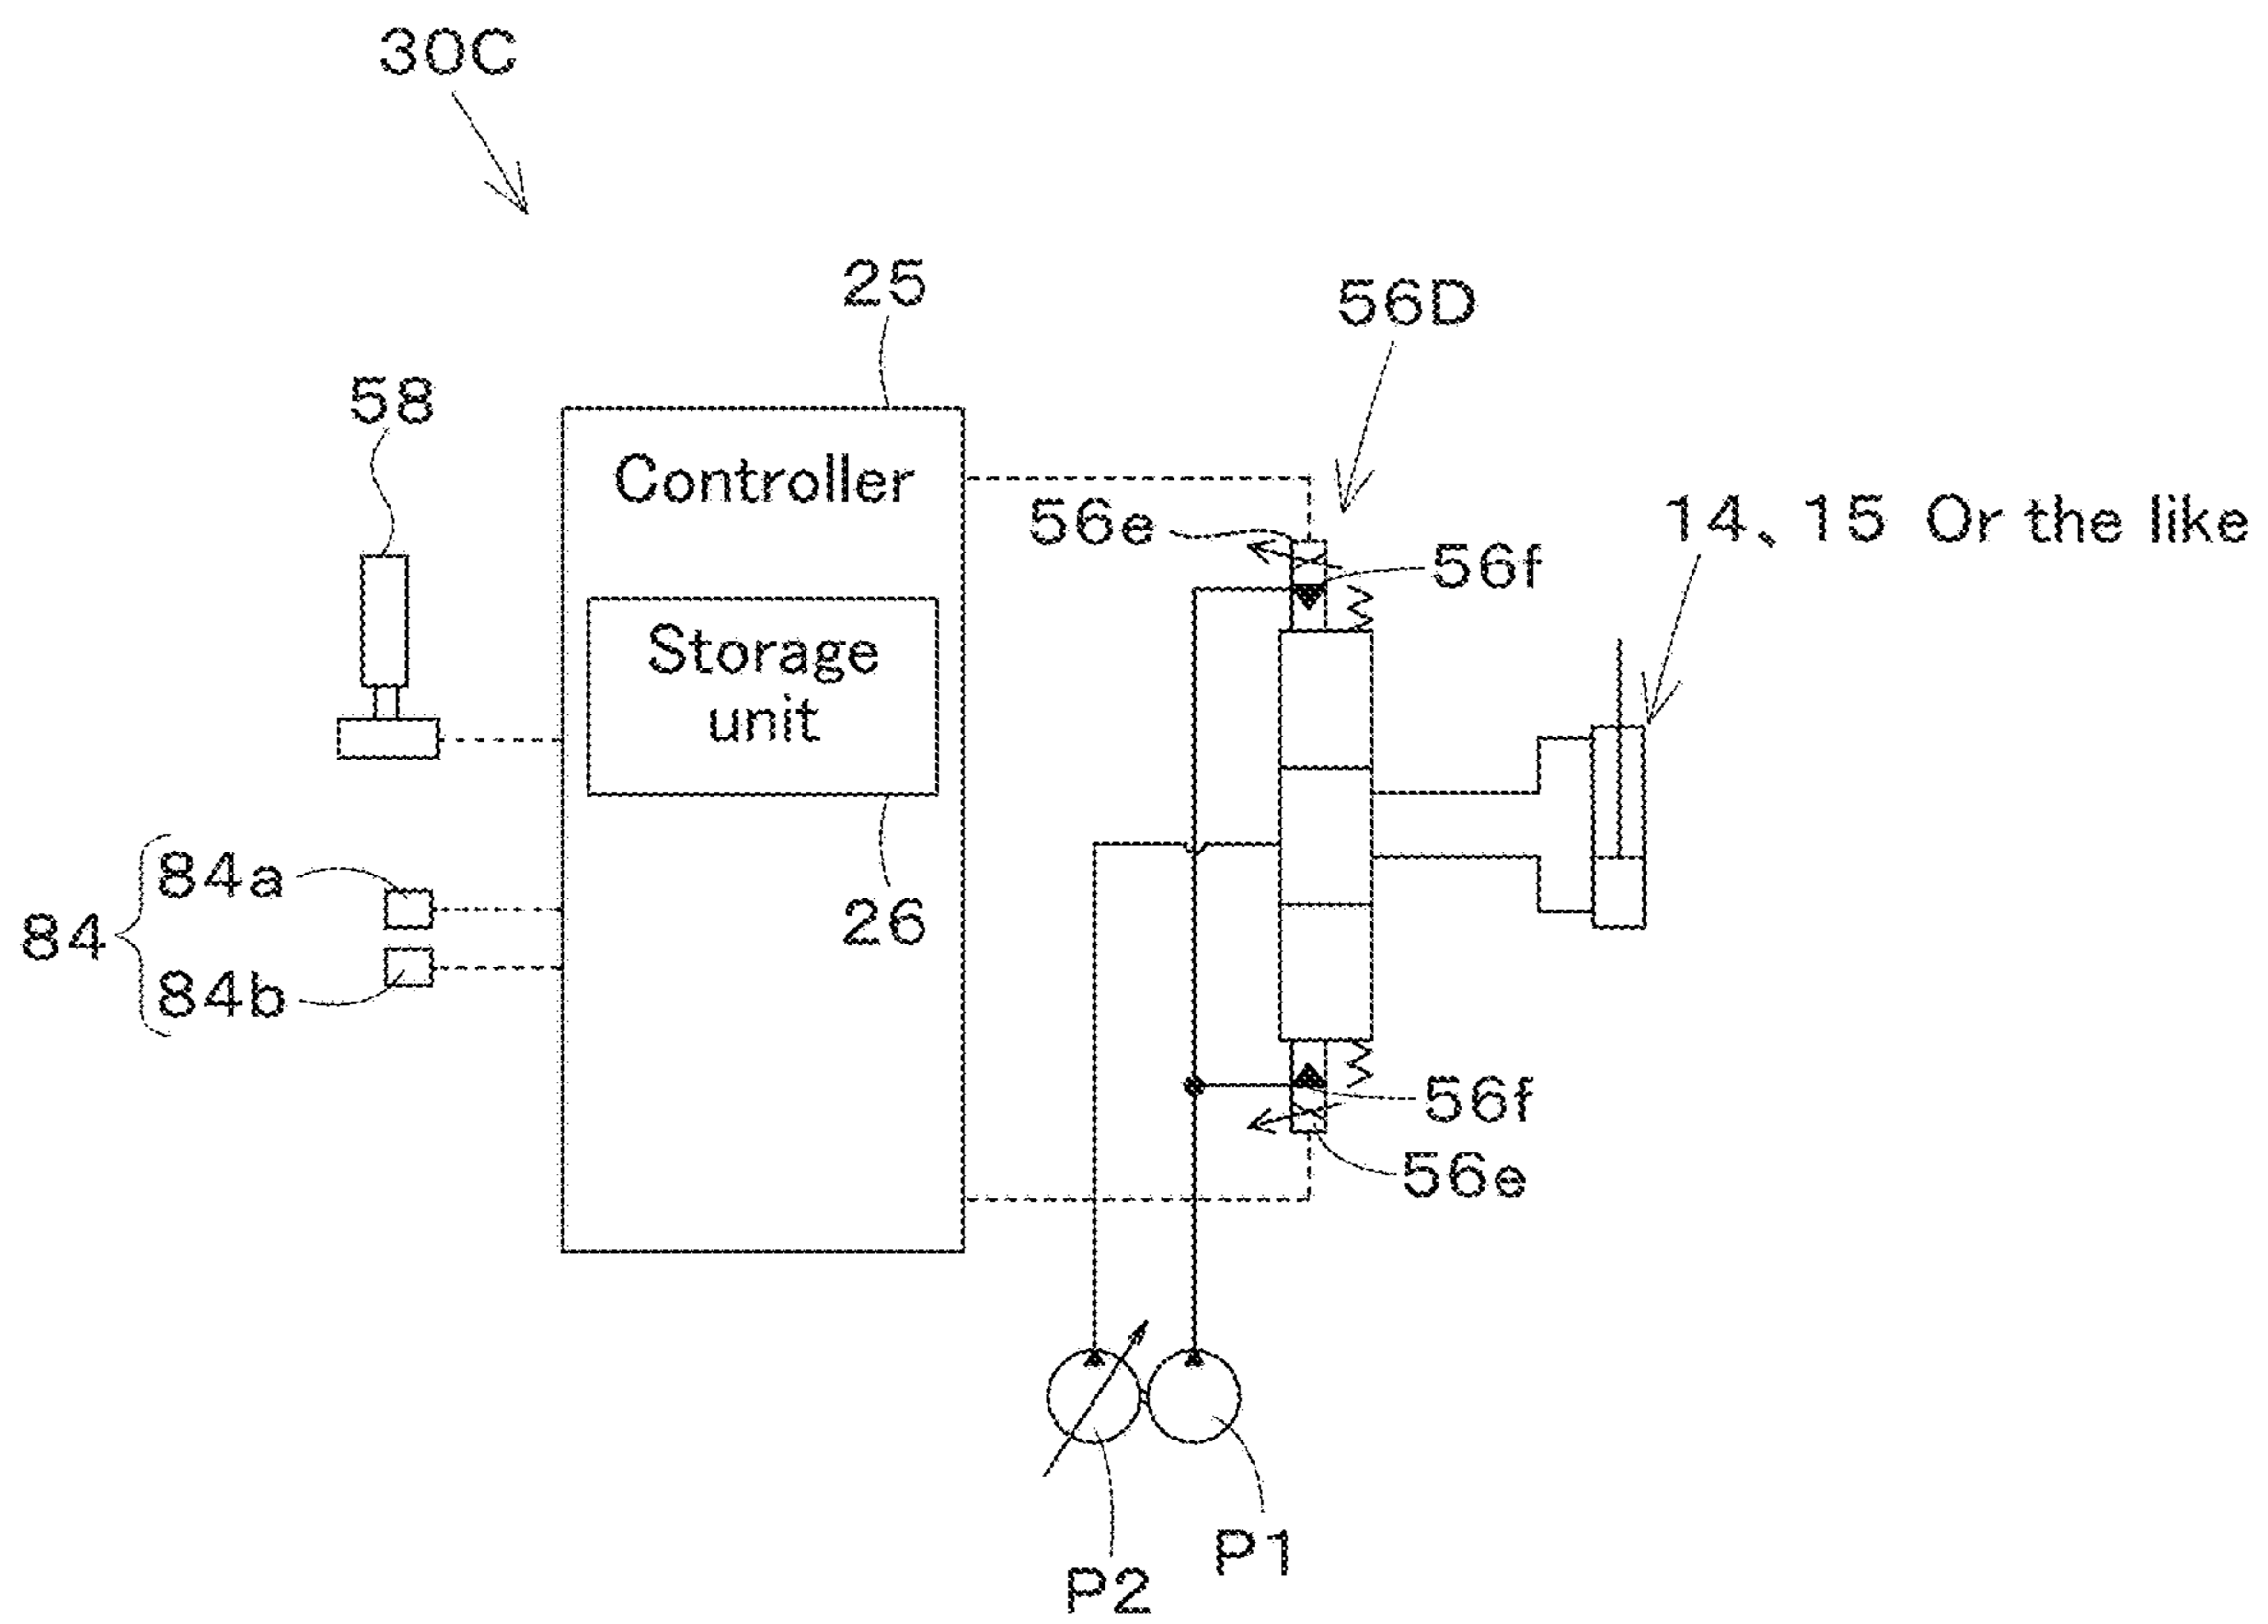 30C
25
56D
58
Controller
56e
56f
14、15 Or the like
Storage
unit
84a
84
26
84b
56f
56e
P1
P2